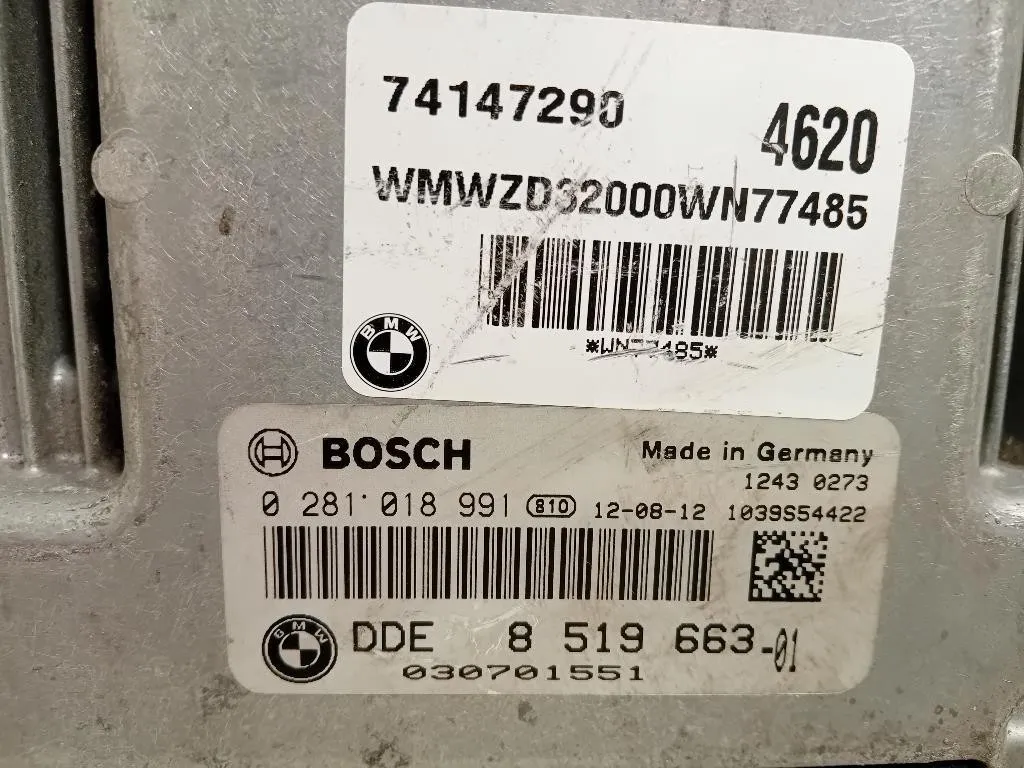 74147290
4620
WMWZD32000WN77485
*WN77485*
BMW
BOSCH
Made in Germany
1243 0273
0 281 018 991 810 12-08-12 1039S54422
BMW
DDE 8 519 663-01
030701551